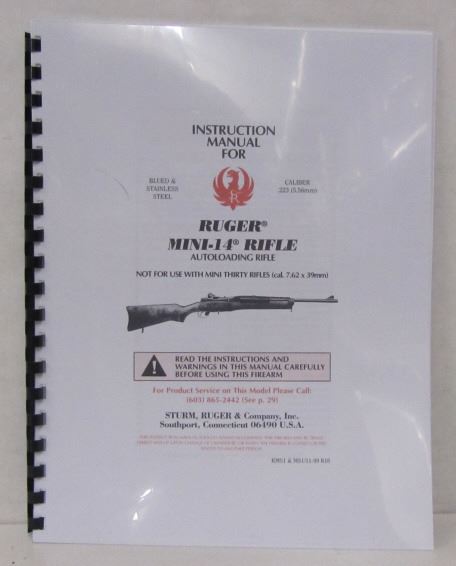 INSTRUCTION
MANUAL
FOR
BLUED &
STAINLESS
STEEL
R
CALIBER
.223 (5.56mm)
RUGER®
MINI-14® RIFLE
AUTOLOADING RIFLE
NOT FOR USE WITH MINI THIRTY RIFLES (cal. 7.62 x 39mm)
READ THE INSTRUCTIONS AND
WARNINGS IN THIS MANUAL CAREFULLY
BEFORE USING THIS FIREARM
For Product Service on This Model Please Call:
(603) 865-2442 (See p. 29)
STURM, RUGER & Company, Inc.
Southport, Connecticut 06490 U.S.A.